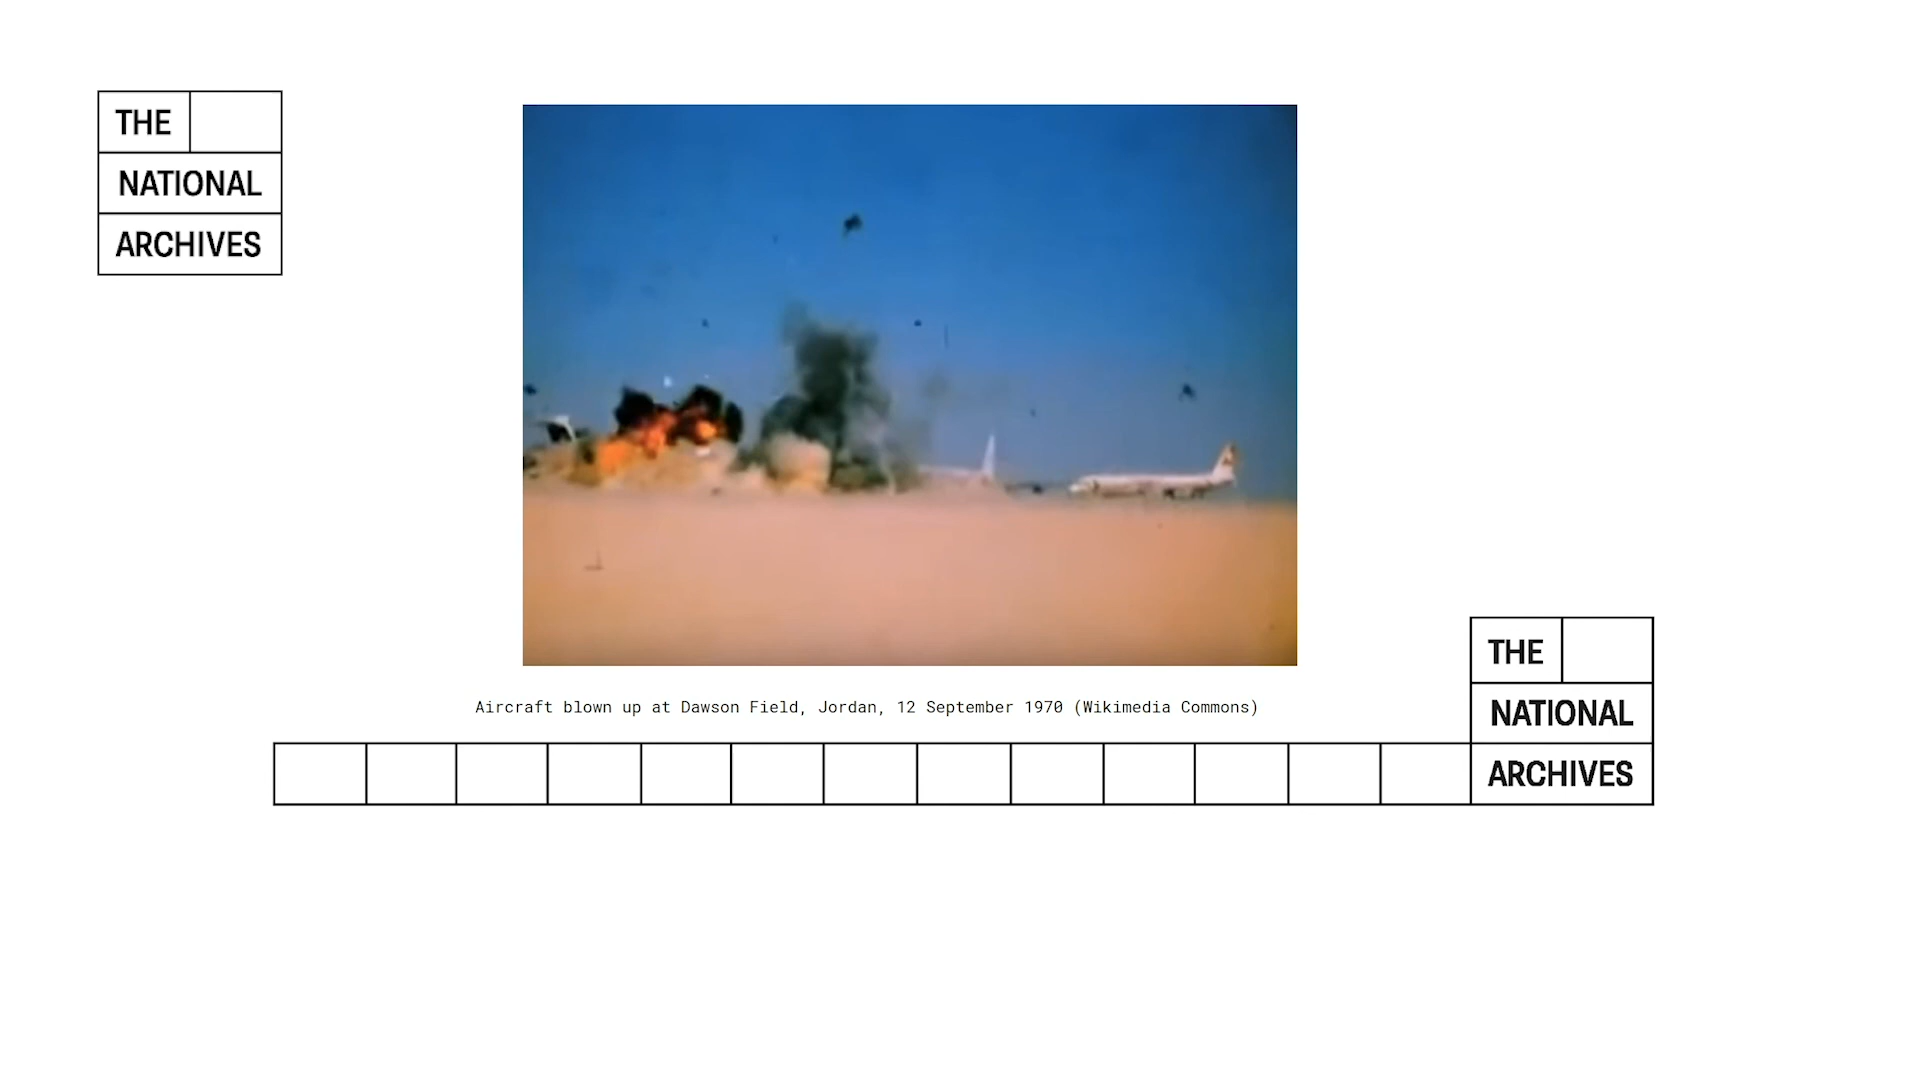 THE
NATIONAL
ARCHIVES
Aircraft blown up at Dawson Field, Jordan, 12 September 1970 (Wikimedia Commons)
THE
NATIONAL
ARCHIVES